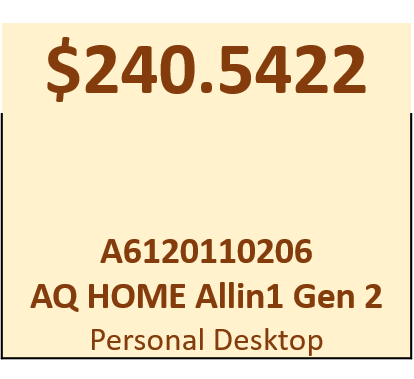 $240.5422
A6120110206
AQ HOME Allin1 Gen 2
Personal Desktop